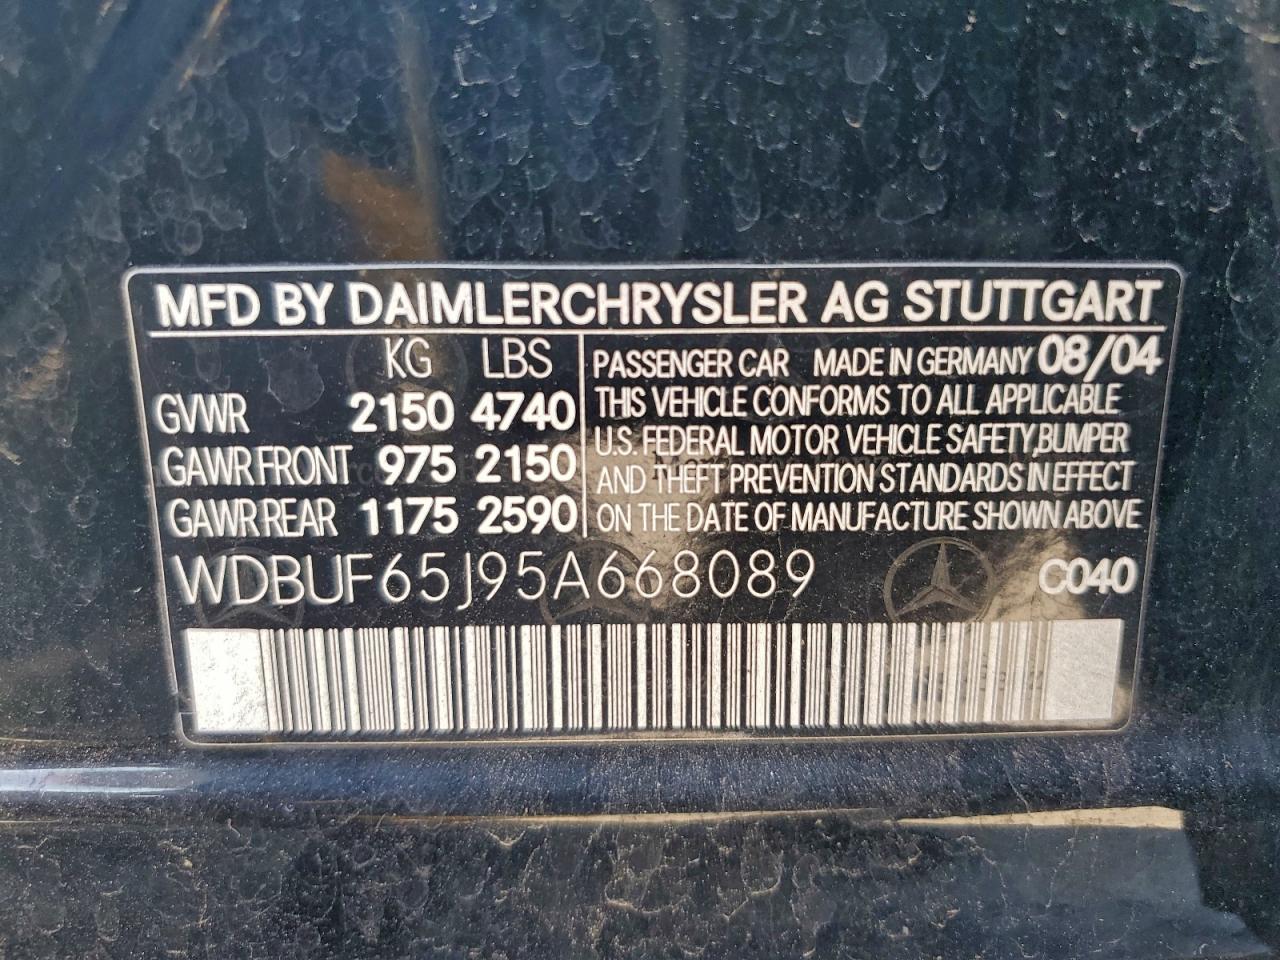 MFD BY DAIMLERCHRYSLER AG STUTTGART
KG LBS
GVWR 2150 4740
GAWR FRONT 975 2150
GAWR REAR 1175 2590
PASSENGER CAR MADE IN GERMANY 08/04
THIS VEHICLE CONFORMS TO ALL APPLICABLE
U.S. FEDERAL MOTOR VEHICLE SAFETY,BUMPER
AND THEFT PREVENTION STANDARDS IN EFFECT
ON THE DATE OF MANUFACTURE SHOWN ABOVE
WDBUF65J95A668089 C040